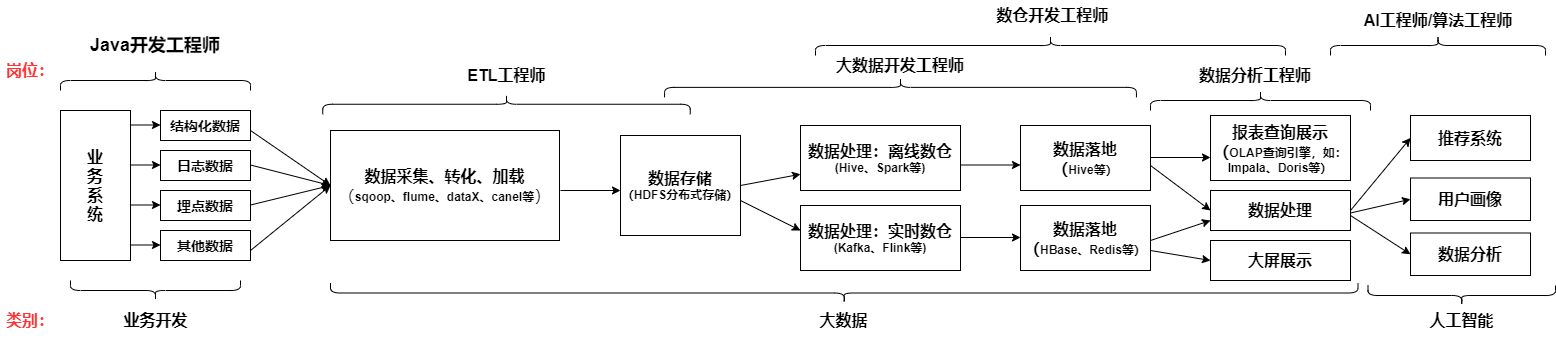 数仓开发工程师
AI工程师/算法工程师
Java开发工程师
岗位:
ETL工程师
大数据开发工程师
数据分析工程师
业务系统
结构化数据
日志数据
埋点数据
其他数据
数据采集、转化、加载
（sqoop、flume、dataX、canel等）
数据存储
(HDFS分布式存储)
数据处理：离线数仓
(Hive、Spark等)
数据处理：实时数仓
(Kafka、Flink等)
数据落地
(Hive等)
数据落地
(HBase、Redis等)
报表查询展示
(OLAP查询引擎，如：
Impala、Doris等)
数据处理
大屏展示
推荐系统
用户画像
数据分析
类别:
业务开发
大数据
人工智能